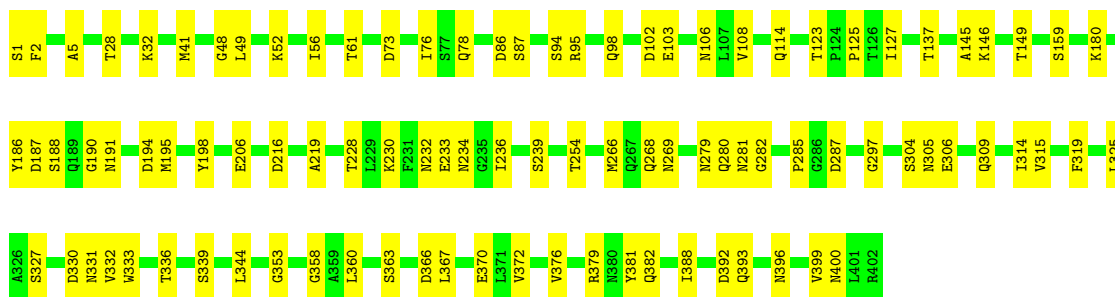 S1 F2 A5 T28 K32 M41 G48 L49 K52 I56 T61 D73 I76 S77 Q78 D86 S87 S94 R95 Q98 D102 E103 N106 L107 V108 Q114 T123 P124 P125 T126 I127 T137 A145 K146 T149 S159 K180
Y186 D187 S188 Q189 G190 N191 D194 M195 Y198 E206 D216 A219 T228 L229 K230 F231 N232 E233 N234 G235 I236 S239 T254 M266 Q267 Q268 N269 N279 Q280 N281 G282 P285 G286 D287 G297 S304 N305 E306 Q309 I314 V315 F319
A326 S327 D330 N331 V332 W333 T336 S339 L344 G353 G358 A359 L360 S363 D366 L367 E370 L371 V372 V376 R379 N380 Y381 Q382 I388 D392 Q393 N396 V399 N400 L401 R402